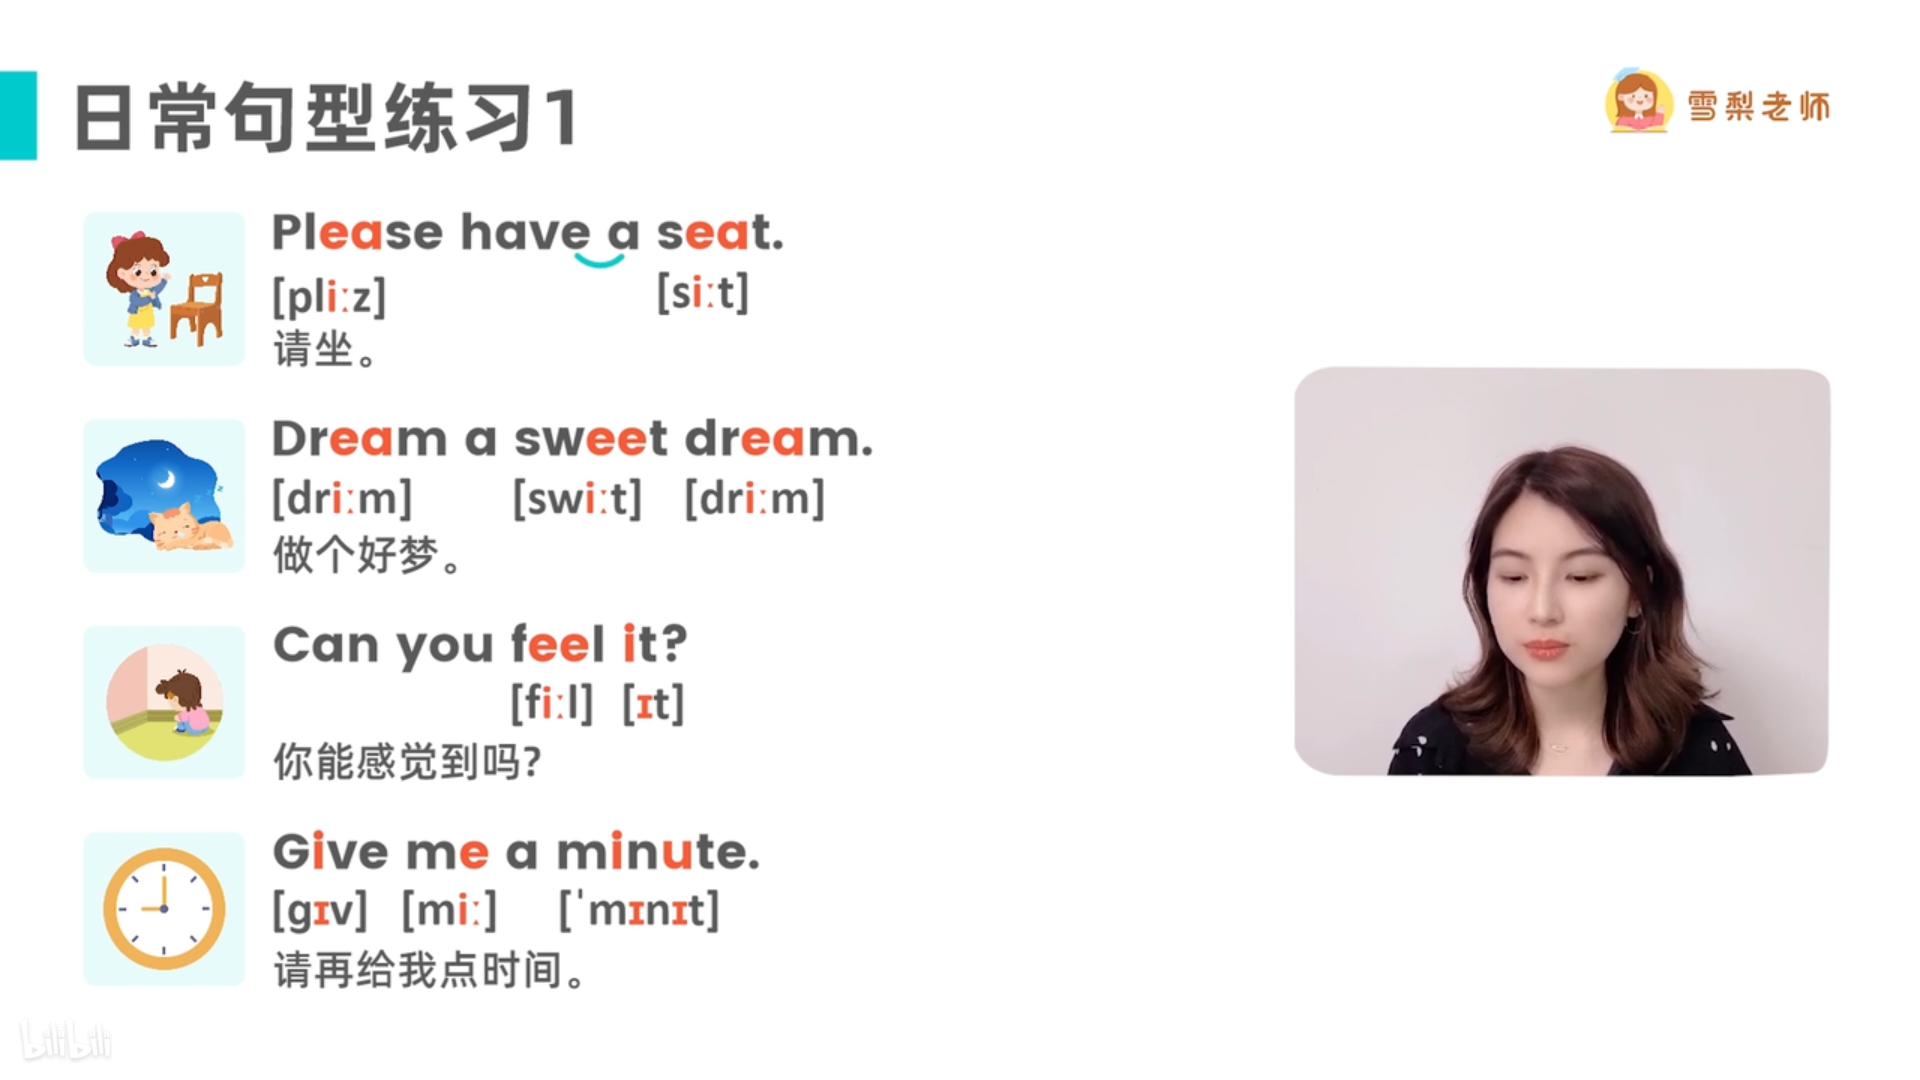 日常句型练习1
雪梨老师
Please have a seat.
[pliːz] [siːt]
请坐。
Dream a sweet dream.
[driːm] [swiːt] [driːm]
做个好梦。
Can you feel it?
[fiːl] [ɪt]
你能感觉到吗?
Give me a minute.
[gɪv] [miː] [ˈmɪnɪt]
请再给我点时间。
bilibili